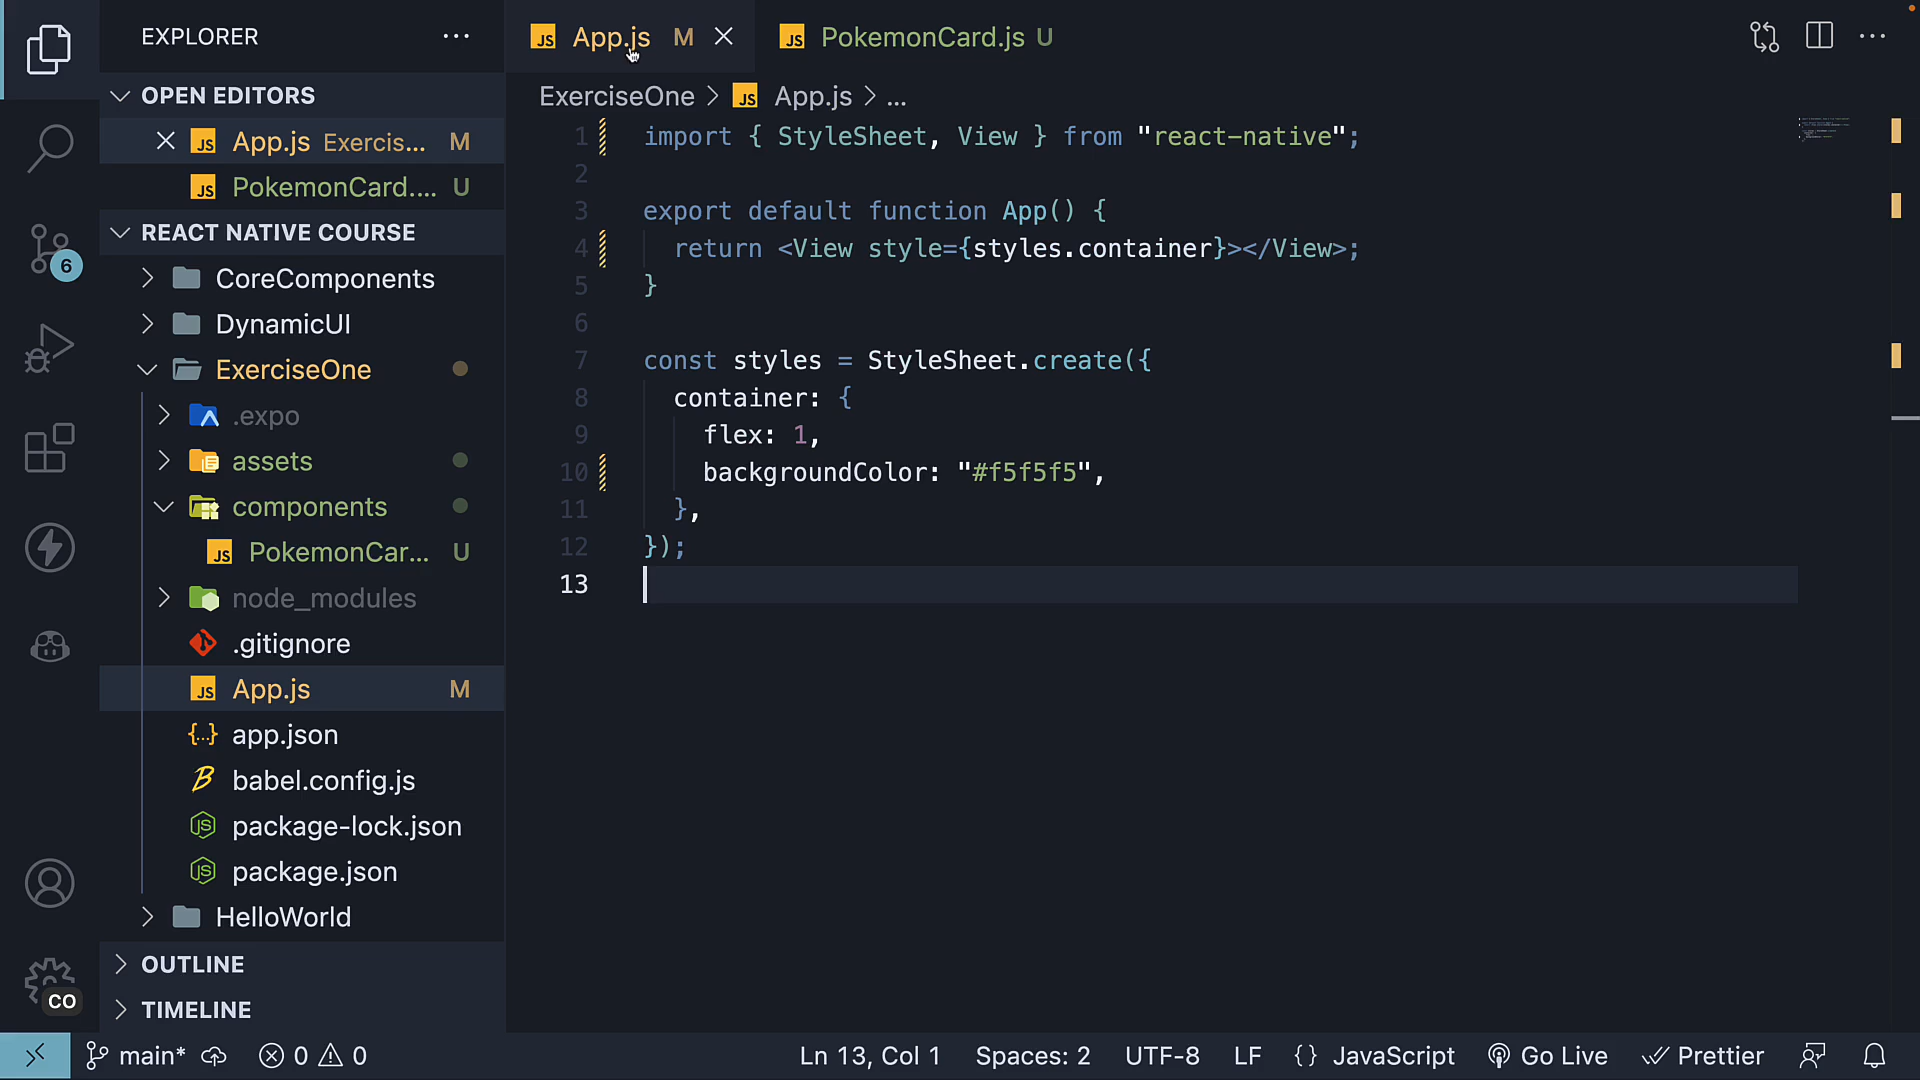 EXPLORER
OPEN EDITORS
App.js Exercis... M
PokemonCard.... U
REACT NATIVE COURSE
CoreComponents
DynamicUI
ExerciseOne
.expo
assets
components
PokemonCar... U
node_modules
.gitignore
App.js M
app.json
babel.config.js
package-lock.json
package.json
HelloWorld
OUTLINE
TIMELINE
6
CO
App.js M
PokemonCard.js U
ExerciseOne > App.js > ...
1 import { StyleSheet, View } from "react-native";
2
3 export default function App() {
4 return <View style={styles.container}></View>;
5 }
6
7 const styles = StyleSheet.create({
8 container: {
9 flex: 1,
10 backgroundColor: "#f5f5f5",
11 },
12 });
13
main* 0 0 Ln 13, Col 1 Spaces: 2 UTF-8 LF {} JavaScript Go Live Prettier